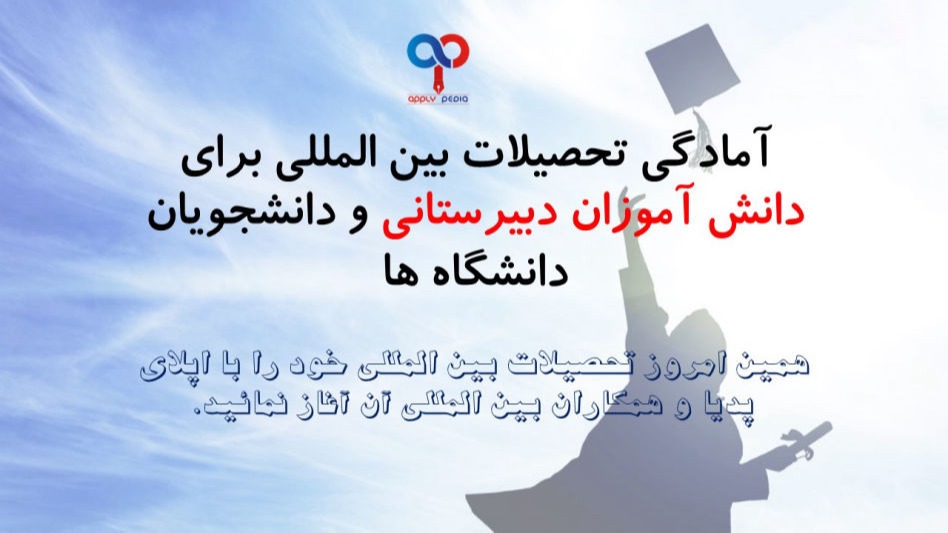 APPLY PEDIA
آمادگی تحصیلات بین المللی برای
دانش آموزان دبیرستانی و دانشجویان
دانشگاه ها
همین امروز تحصیلات بین المللی خود را با اپلای
پدیا و همکاران بین المللی آن آغاز نمائید.